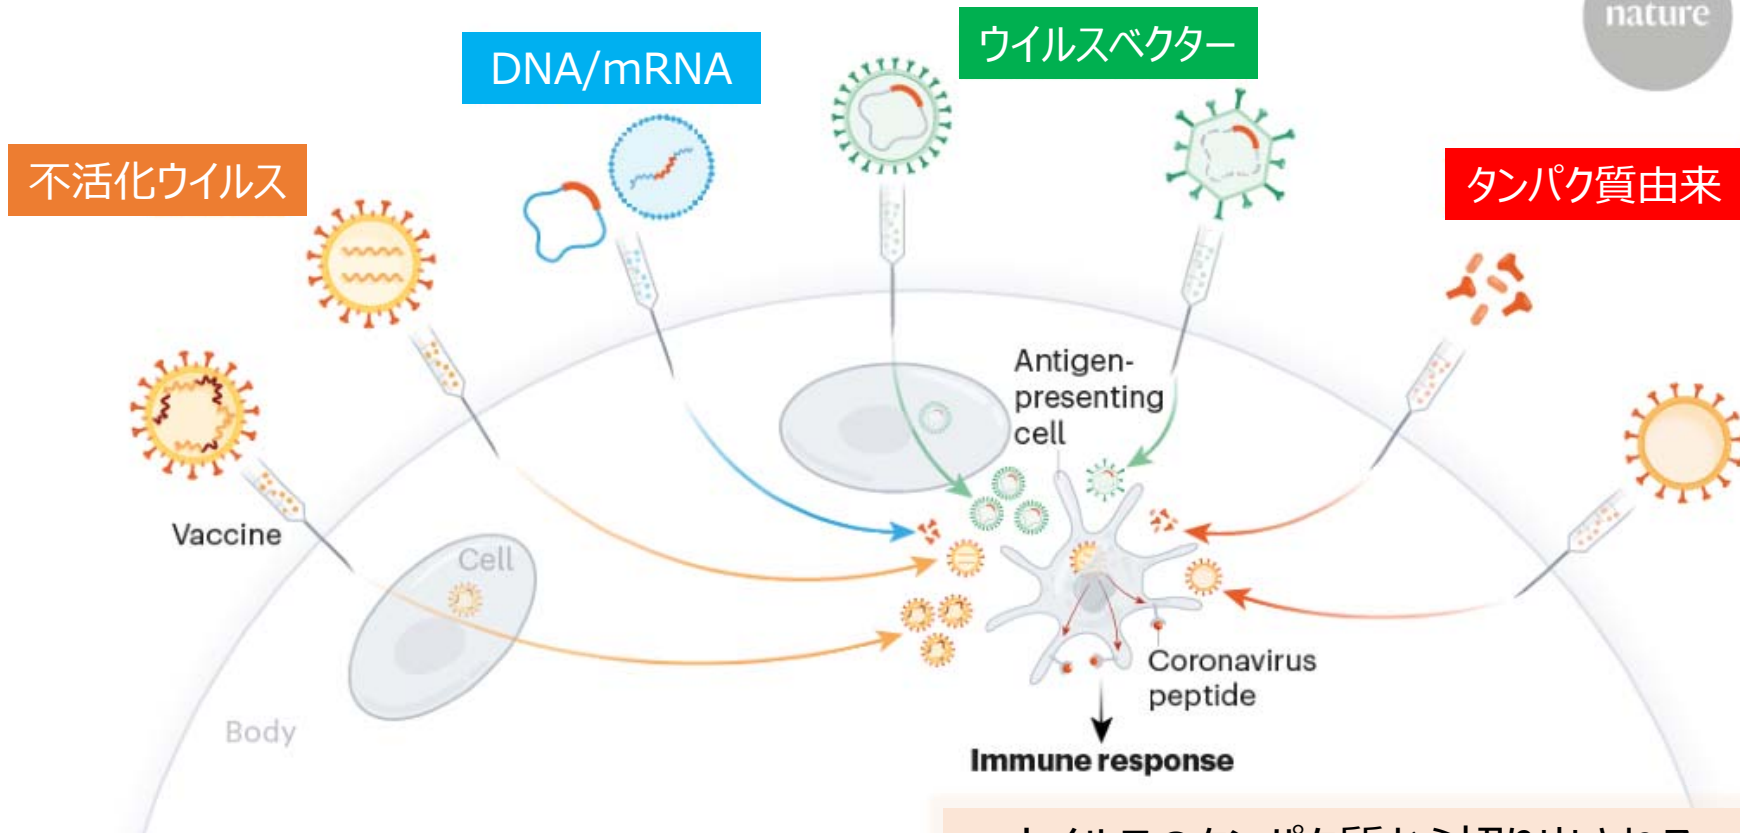 nature
ウイルスベクター
DNA/mRNA
不活化ウイルス
タンパク質由来
Antigen-
presenting
cell
Vaccine
Cell
Coronavirus
peptide
Body
Immune response